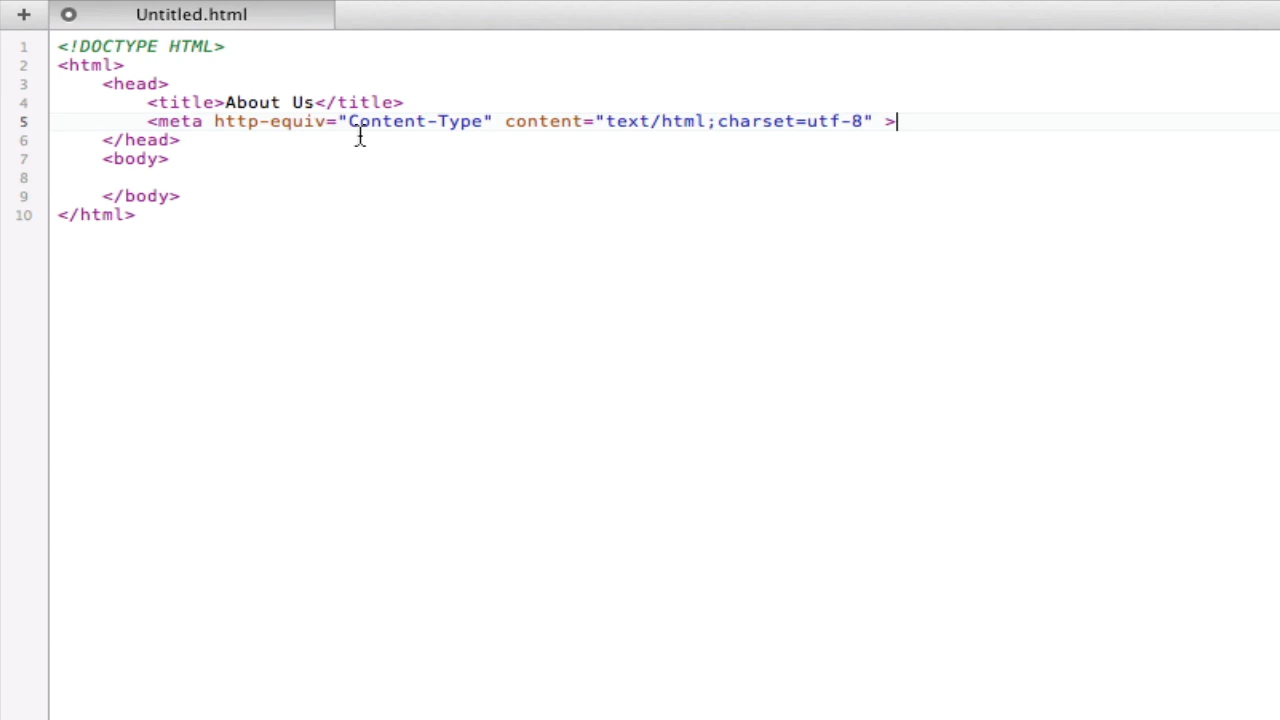 + Untitled.html
1 <!DOCTYPE HTML>
2 <html>
3 <head>
4 <title>About Us</title>
5 <meta http-equiv="Content-Type" content="text/html;charset=utf-8" >
6 </head>
7 <body>
8
9 </body>
10 </html>